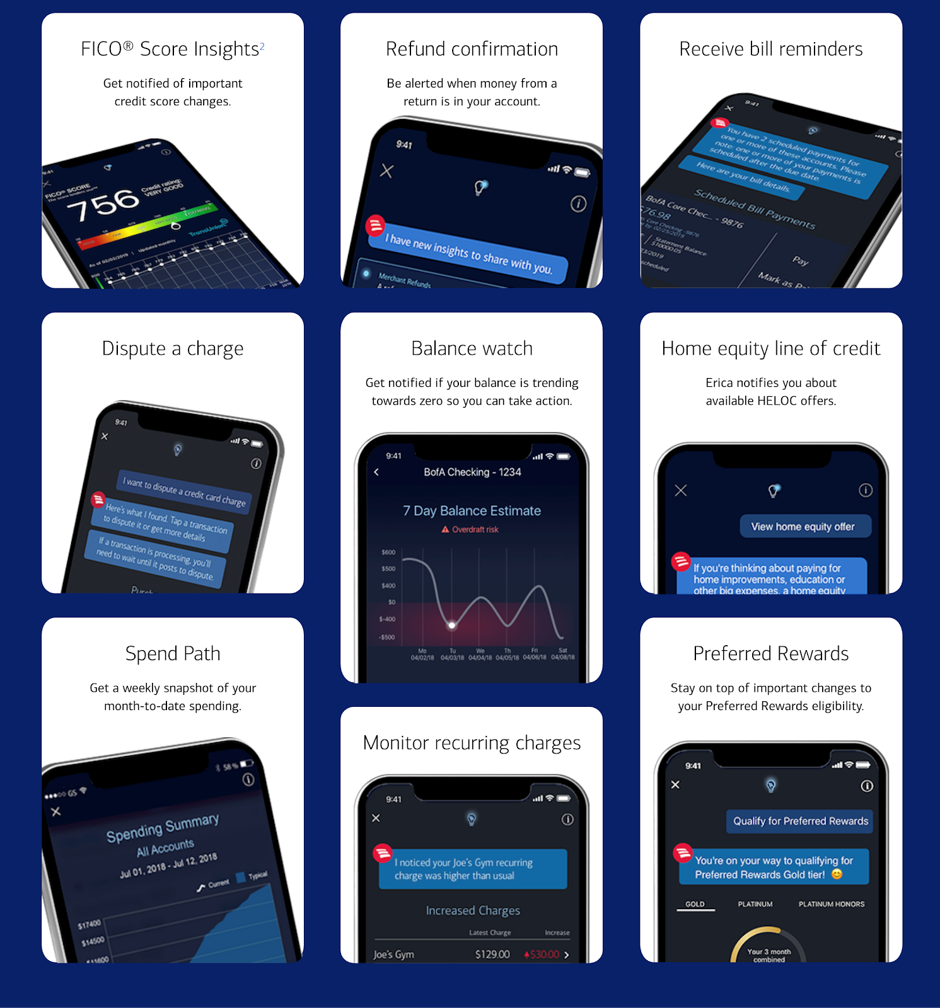 FICO® Score Insights2
Get notified of important
credit score changes.
9:41
FICO® SCORE
756
Credit rating:
VERY GOOD
TransUnion
Updated monthly
Refund confirmation
Be alerted when money from a
return is in your account.
9:41
I have new insights to share with you.
Merchant Refunds
Receive bill reminders
9:41
You have 2 scheduled payments for
one or more of these accounts. Please
note, one or more of your payments is
scheduled after the due date.
Here are your bill details.
Scheduled Bill Payments
BofA Core Chec... - 9876
Statement Balance
Pay
Dispute a charge
9:41
I want to dispute a credit card charge
Here's what I found. Tap a transaction
to dispute it or get more details
If a transaction is processing, you'll
need to wait until it posts to dispute.
Balance watch
Get notified if your balance is trending
towards zero so you can take action.
9:41
BofA Checking - 1234
7 Day Balance Estimate
Overdraft risk
$600
$500
$400
$0
$-400
-$500
Mo Tu We Th Fri Sat
04/02/18 04/03/18 04/04/18 04/05/18 04/06/18 04/08/18
Home equity line of credit
Erica notifies you about
available HELOC offers.
View home equity offer
If you're thinking about paying for
home improvements, education or
other big expenses, a home equity
Spend Path
Get a weekly snapshot of your
month-to-date spending.
GS
58 %
Spending Summary
All Accounts
Jul 01, 2018 - Jul 12, 2018
Current Typical
$17400
$14500
Monitor recurring charges
9:41
I noticed your Joe's Gym recurring
charge was higher than usual
Increased Charges
Latest Charge Increase
Joe's Gym $129.00 $30.00
Preferred Rewards
Stay on top of important changes to
your Preferred Rewards eligibility.
9:41
Qualify for Preferred Rewards
You're on your way to qualifying for
Preferred Rewards Gold tier! 😊
GOLD PLATINUM PLATINUM HONORS
Your 3 month
combined